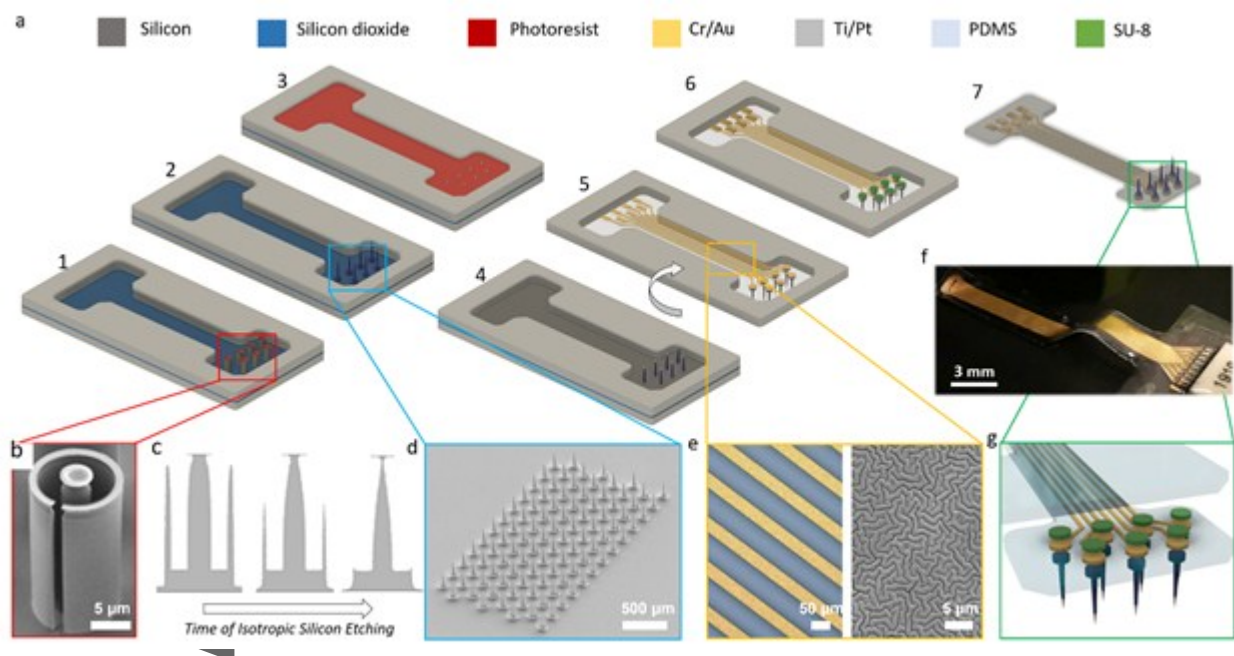 a
Silicon
Silicon dioxide
Photoresist
Cr/Au
Ti/Pt
PDMS
SU-8
3
6
7
2
5
1
4
f
3 mm
b
c
d
e
g
5 µm
Time of Isotropic Silicon Etching
500 µm
50 µm
5 µm